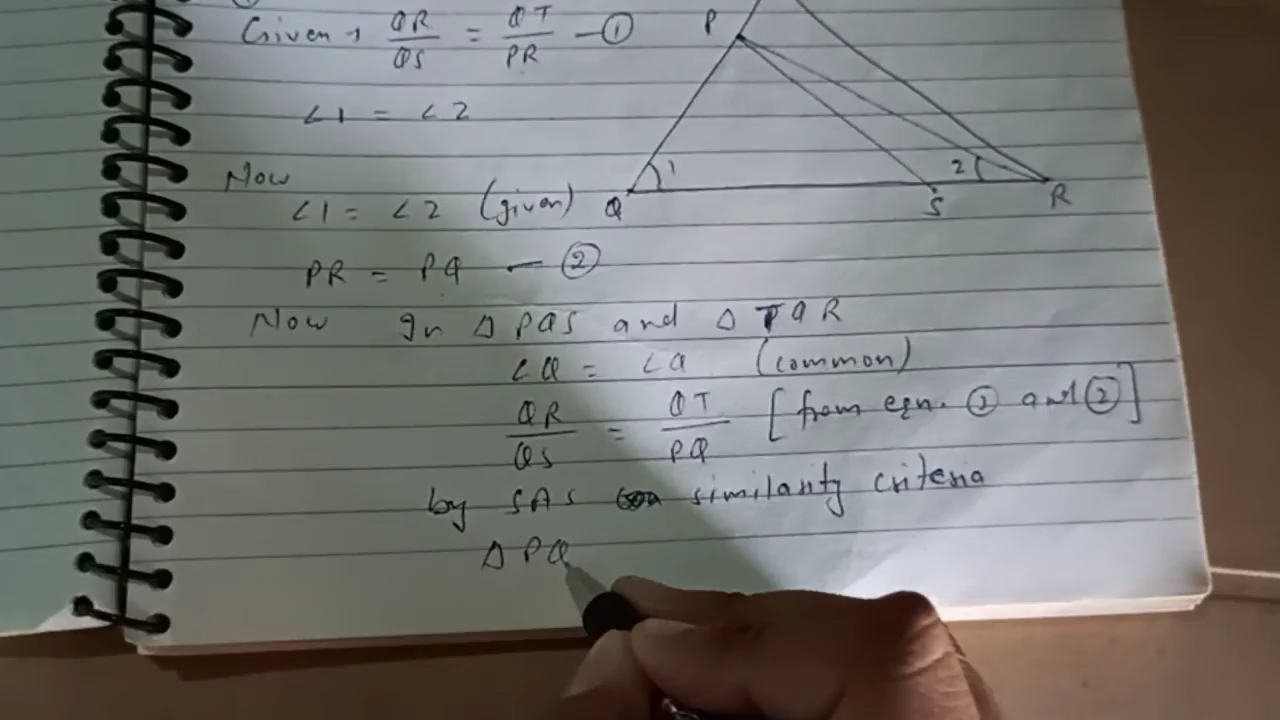 Given, QR/QS = QT/PR — ①
∠1 = ∠2
Now
∠1 = ∠2 (given)
PR = PQ — ②
Now In Δ PQS and Δ TQR
∠Q = ∠Q (common)
QR/QS = QT/PQ [from eqn. ① and ②]
by SAS similarity criteria
Δ PQ
P
1
2
Q
S
R